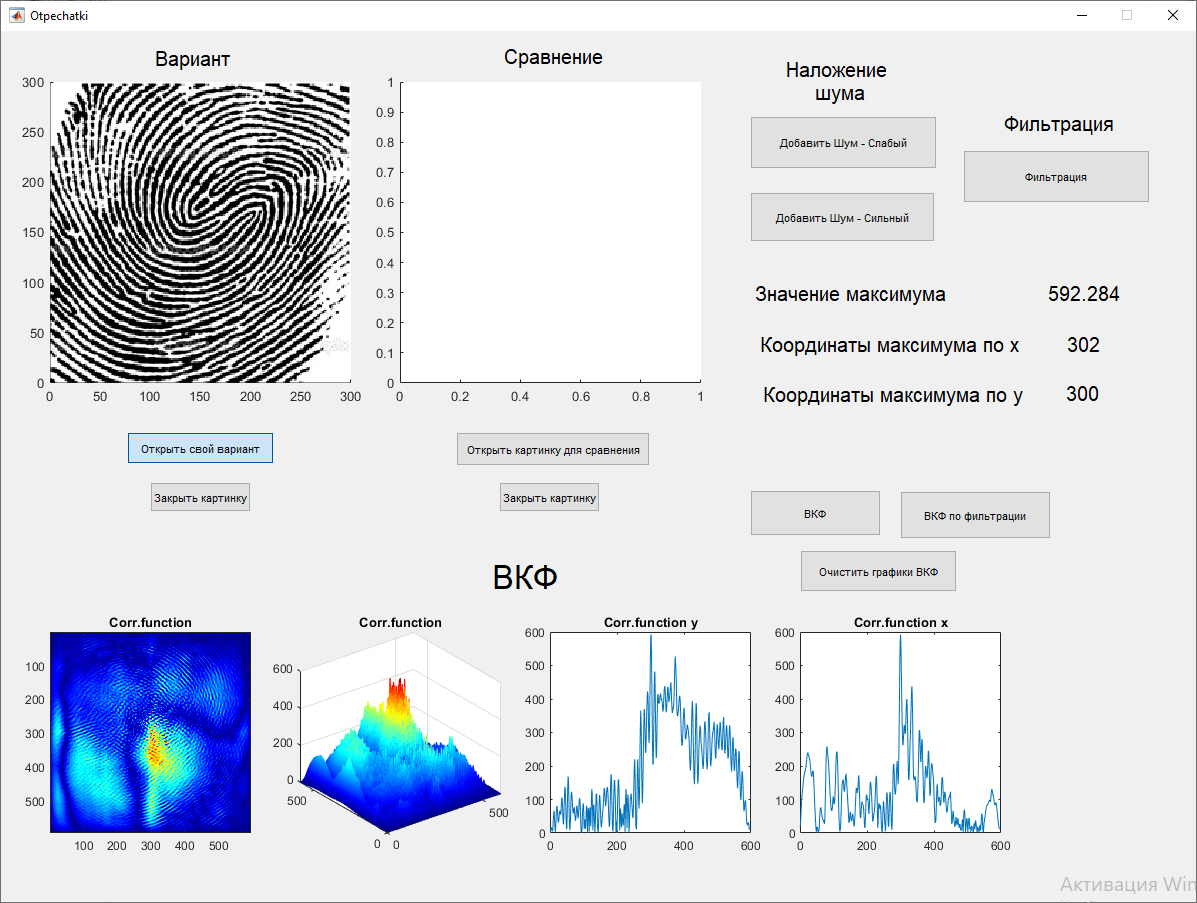 Otpechatki
Вариант
Сравнение
Наложение
шума
Фильтрация
Добавить Шум - Слабый
Фильтрация
Добавить Шум - Сильный
300
250
200
150
100
50
0
0 50 100 150 200 250 300
1
0.9
0.8
0.7
0.6
0.5
0.4
0.3
0.2
0.1
0
0 0.2 0.4 0.6 0.8 1
Значение максимума 592.284
Координаты максимума по x 302
Координаты максимума по y 300
Открыть свой вариант
Открыть картинку для сравнения
Закрыть картинку
Закрыть картинку
ВКФ
ВКФ по фильтрации
Очистить графики ВКФ
ВКФ
Corr.function
100
200
300
400
500
100 200 300 400 500
Corr.function
600
400
200
0
500
0 0
500
Corr.function y
600
500
400
300
200
100
0
0 200 400 600
Corr.function x
600
500
400
300
200
100
0
0 200 400 600
Активация Win